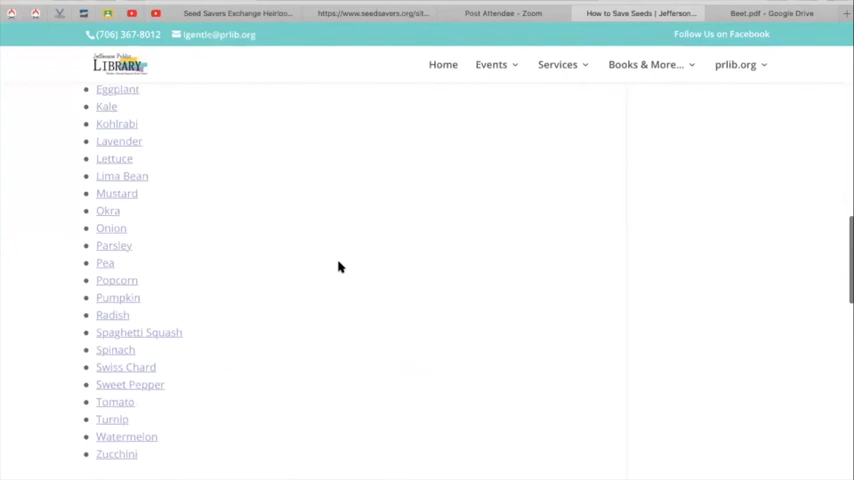 Seed Savers Exchange Heirloo...
https://www.seedsavers.org/sit...
Post Attendee - Zoom
How to Save Seeds | Jefferson...
Beet.pdf - Google Drive
(706) 367-8012
lgentle@prlib.org
Follow Us on Facebook
Jefferson Public
LIBRARY
Home
Events
Services
Books & More...
prlib.org
Eggplant
Kale
Kohlrabi
Lavender
Lettuce
Lima Bean
Mustard
Okra
Onion
Parsley
Pea
Popcorn
Pumpkin
Radish
Spaghetti Squash
Spinach
Swiss Chard
Sweet Pepper
Tomato
Turnip
Watermelon
Zucchini